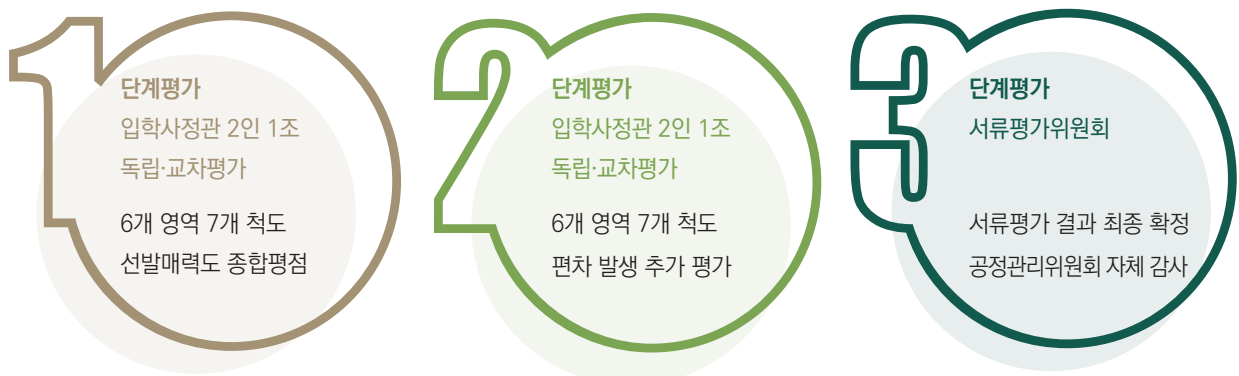 1
단계평가
입학사정관 2인 1조
독립·교차평가
6개 영역 7개 척도
선발매력도 종합평점
2
단계평가
입학사정관 2인 1조
독립·교차평가
6개 영역 7개 척도
편차 발생 추가 평가
3
단계평가
서류평가위원회
서류평가 결과 최종 확정
공정관리위원회 자체 감사